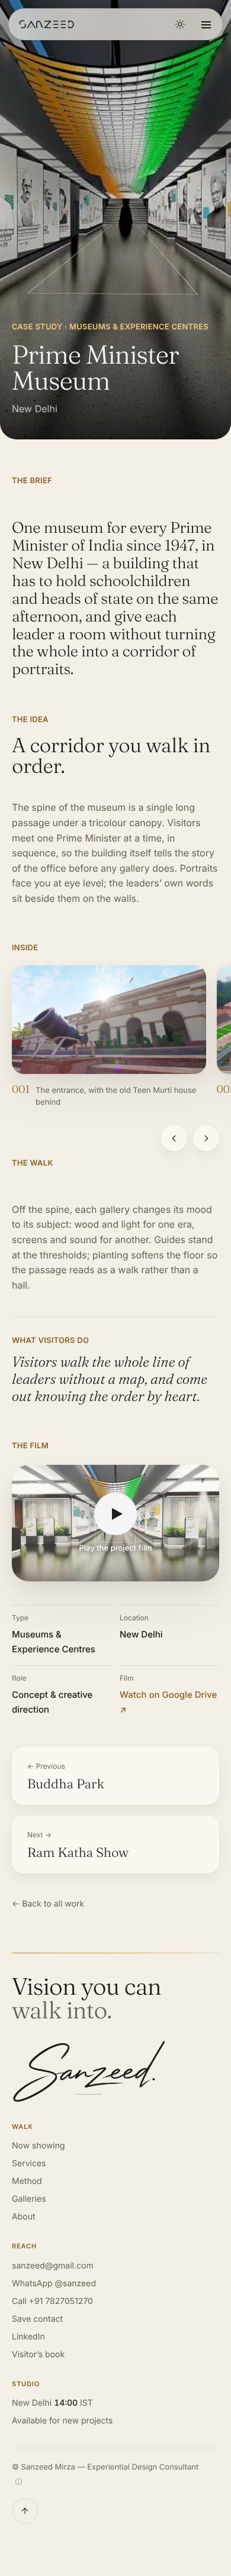 SANZEED
CASE STUDY · MUSEUMS & EXPERIENCE CENTRES
Prime Minister
Museum
New Delhi
THE BRIEF
One museum for every Prime
Minister of India since 1947, in
New Delhi — a building that
has to hold schoolchildren
and heads of state on the same
afternoon, and give each
leader a room without turning
the whole into a corridor of
portraits.
THE IDEA
A corridor you walk in
order.
The spine of the museum is a single long
passage under a tricolour canopy. Visitors
meet one Prime Minister at a time, in
sequence, so the building itself tells the story
of the office before any gallery does. Portraits
face you at eye level; the leaders’ own words
sit beside them on the walls.
INSIDE
001 The entrance, with the old Teen Murti house
behind
THE WALK
Off the spine, each gallery changes its mood
to its subject: wood and light for one era,
screens and sound for another. Guides stand
at the thresholds; planting softens the floor so
the passage reads as a walk rather than a
hall.
WHAT VISITORS DO
Visitors walk the whole line of
leaders without a map, and come
out knowing the order by heart.
THE FILM
Play the project film
Type
Museums &
Experience Centres
Location
New Delhi
Role
Concept & creative
direction
Film
Watch on Google Drive
↗
← Previous
Buddha Park
Next →
Ram Katha Show
← Back to all work
Vision you can
walk into.
Sanzeed.
WALK
Now showing
Services
Method
Galleries
About
REACH
sanzeed@gmail.com
WhatsApp @sanzeed
Call +91 7827051270
Save contact
LinkedIn
Visitor’s book
STUDIO
New Delhi 14:00 IST
Available for new projects
© Sanzeed Mirza — Experiential Design Consultant